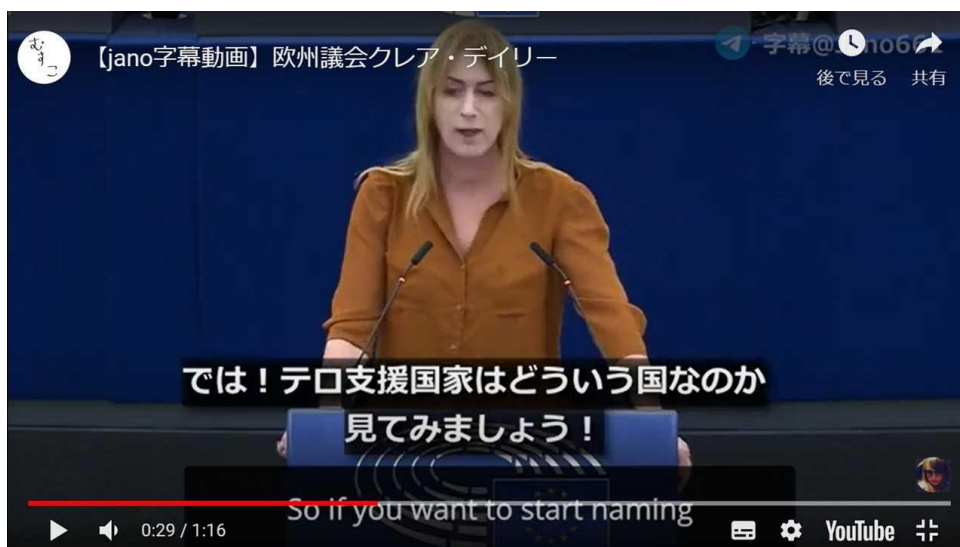 むすこ
【jano字幕動画】欧州議会クレア・デイリー
後で見る 共有
では！テロ支援国家はどういう国なのか
見てみましょう！
So if you want to start naming
0:29 / 1:16
YouTube